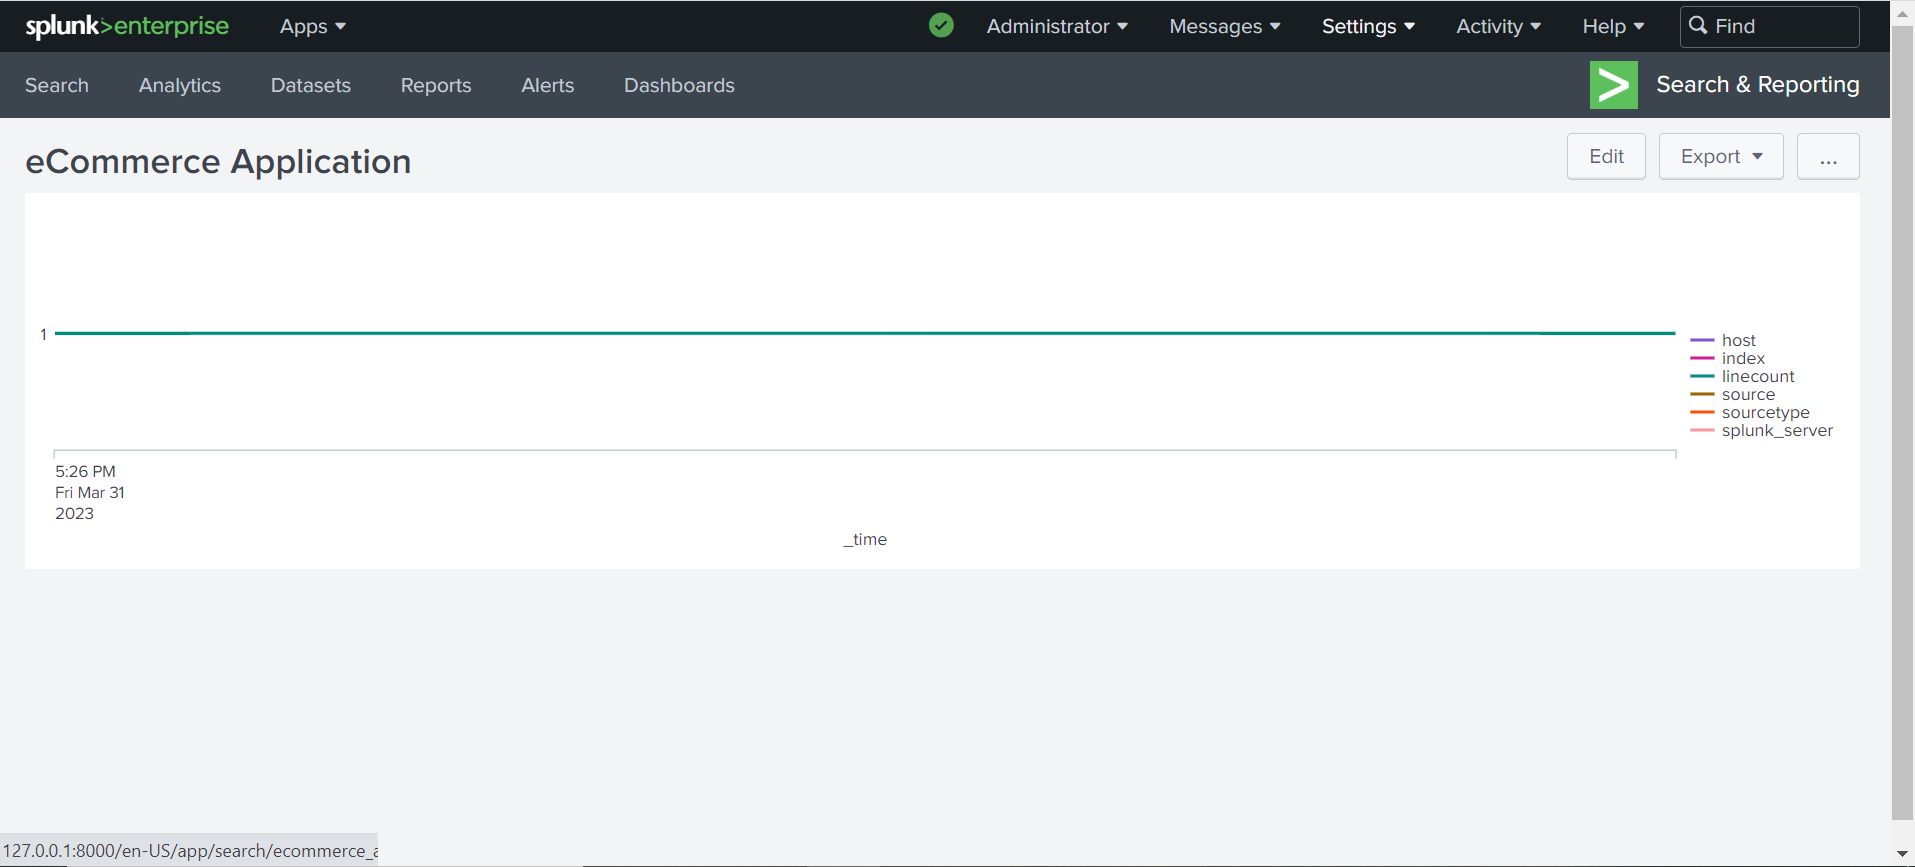 splunk>enterprise Apps Administrator Messages Settings Activity Help Find
Search Analytics Datasets Reports Alerts Dashboards Search & Reporting
eCommerce Application Edit Export ...
1
host
index
linecount
source
sourcetype
splunk_server
5:26 PM
Fri Mar 31
2023
_time
127.0.0.1:8000/en-US/app/search/ecommerce_a